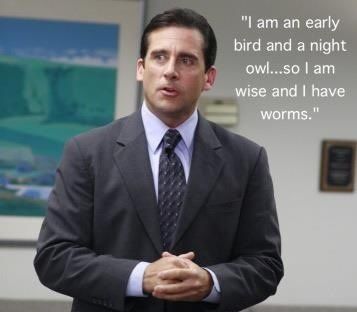 "I am an early
bird and a night
owl...so I am
wise and I have
worms."